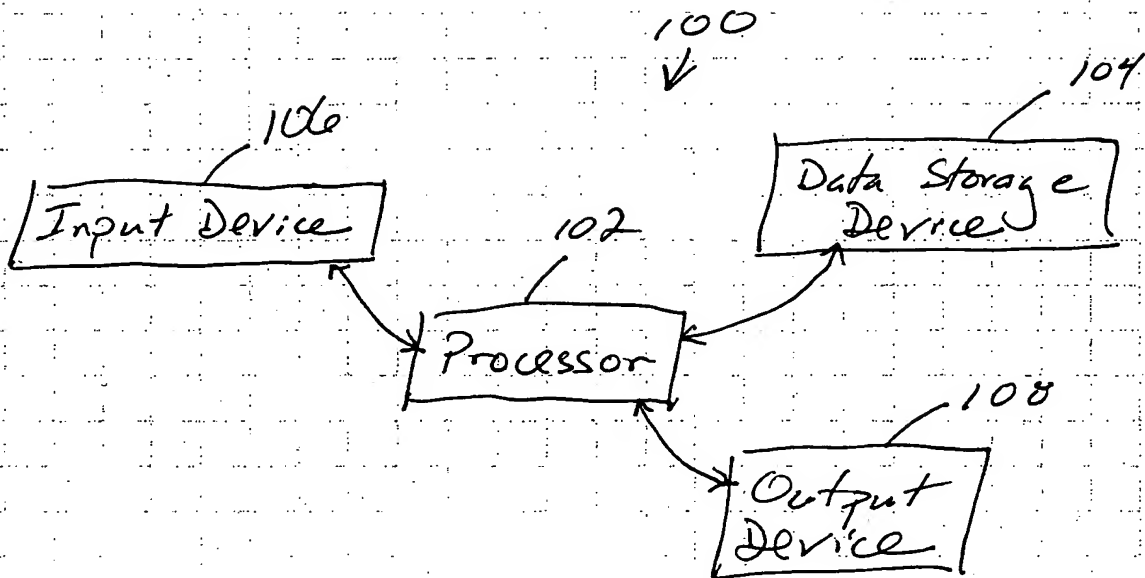 100
104
106
Data Storage
Device
Input Device
102
Processor
108
Output
Device